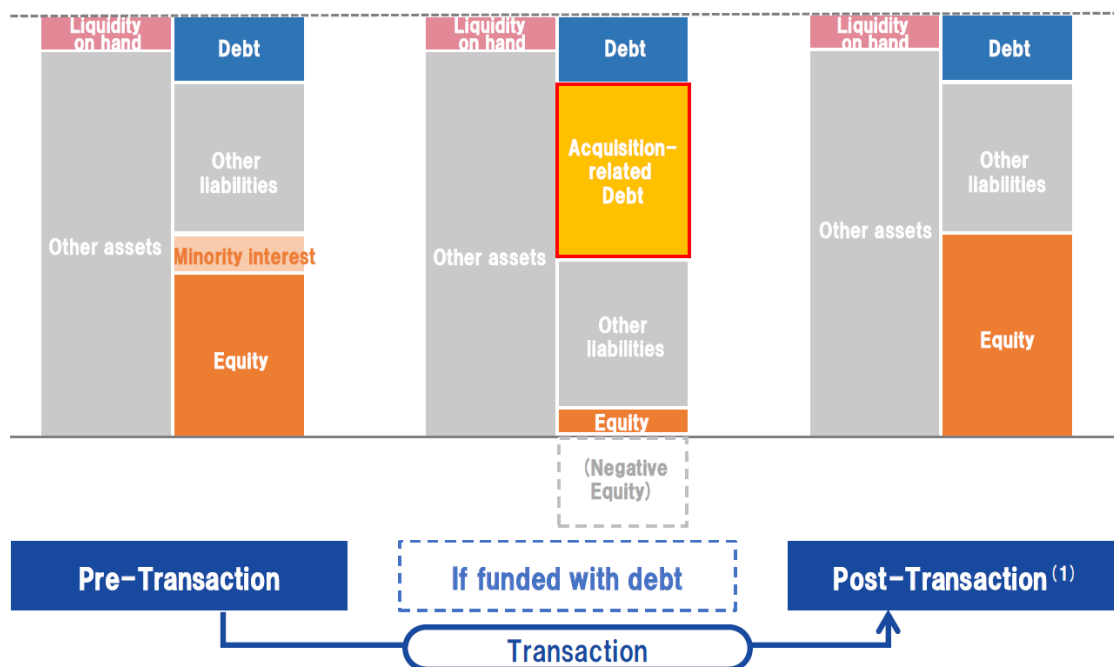 Liquidity
on hand
Other assets
Debt
Other
liabilities
Minority interest
Equity
Liquidity
on hand
Other assets
Debt
Acquisition-
related
Debt
Other
liabilities
Equity
(Negative
Equity)
Liquidity
on hand
Other assets
Debt
Other
liabilities
Equity
Pre-Transaction
If funded with debt
Post-Transaction(1)
Transaction